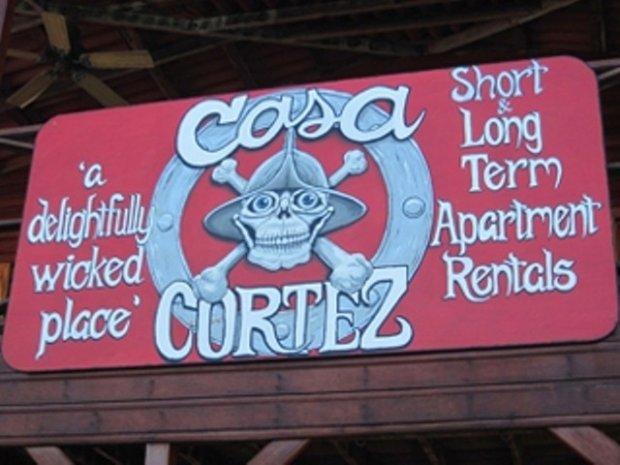 Casa
CORTEZ
'a
delightfully
wicked
place'
Short
&
Long
Term
Apartment
Rentals